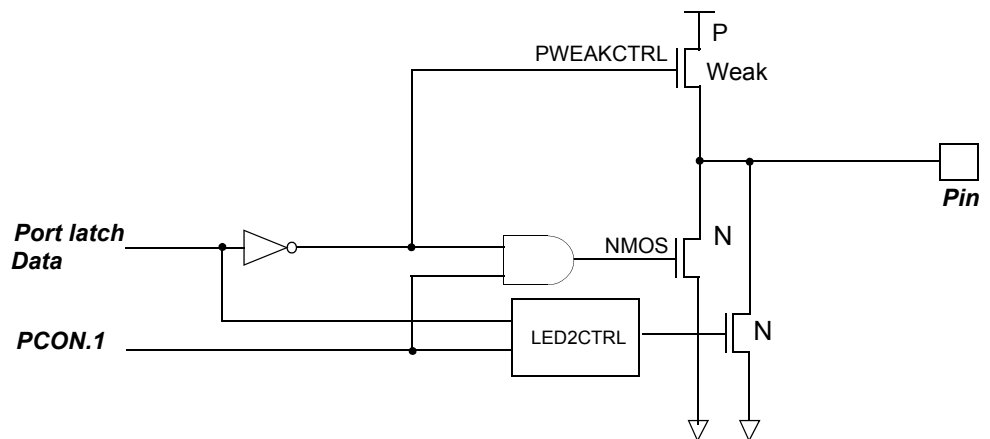 P
PWEAKCTRL
Weak
Pin
Port latch
Data
NMOS
N
PCON.1
LED2CTRL
N